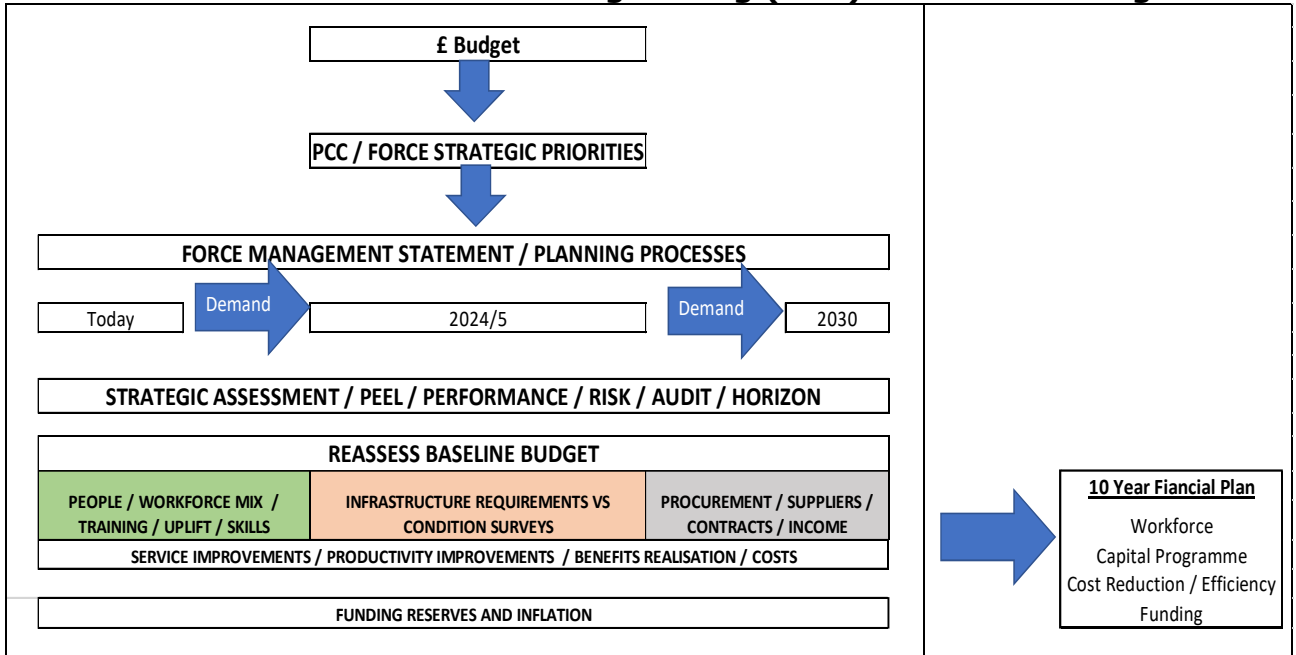 £ Budget
PCC / FORCE STRATEGIC PRIORITIES
FORCE MANAGEMENT STATEMENT / PLANNING PROCESSES
Today
Demand
2024/5
Demand
2030
STRATEGIC ASSESSMENT / PEEL / PERFORMANCE / RISK / AUDIT / HORIZON
REASSESS BASELINE BUDGET
PEOPLE / WORKFORCE MIX /
TRAINING / UPLIFT / SKILLS
INFRASTRUCTURE REQUIREMENTS VS
CONDITION SURVEYS
PROCUREMENT / SUPPLIERS /
CONTRACTS / INCOME
SERVICE IMPROVEMENTS / PRODUCTIVITY IMPROVEMENTS / BENEFITS REALISATION / COSTS
FUNDING RESERVES AND INFLATION
10 Year Fiancial Plan
Workforce
Capital Programme
Cost Reduction / Efficiency
Funding